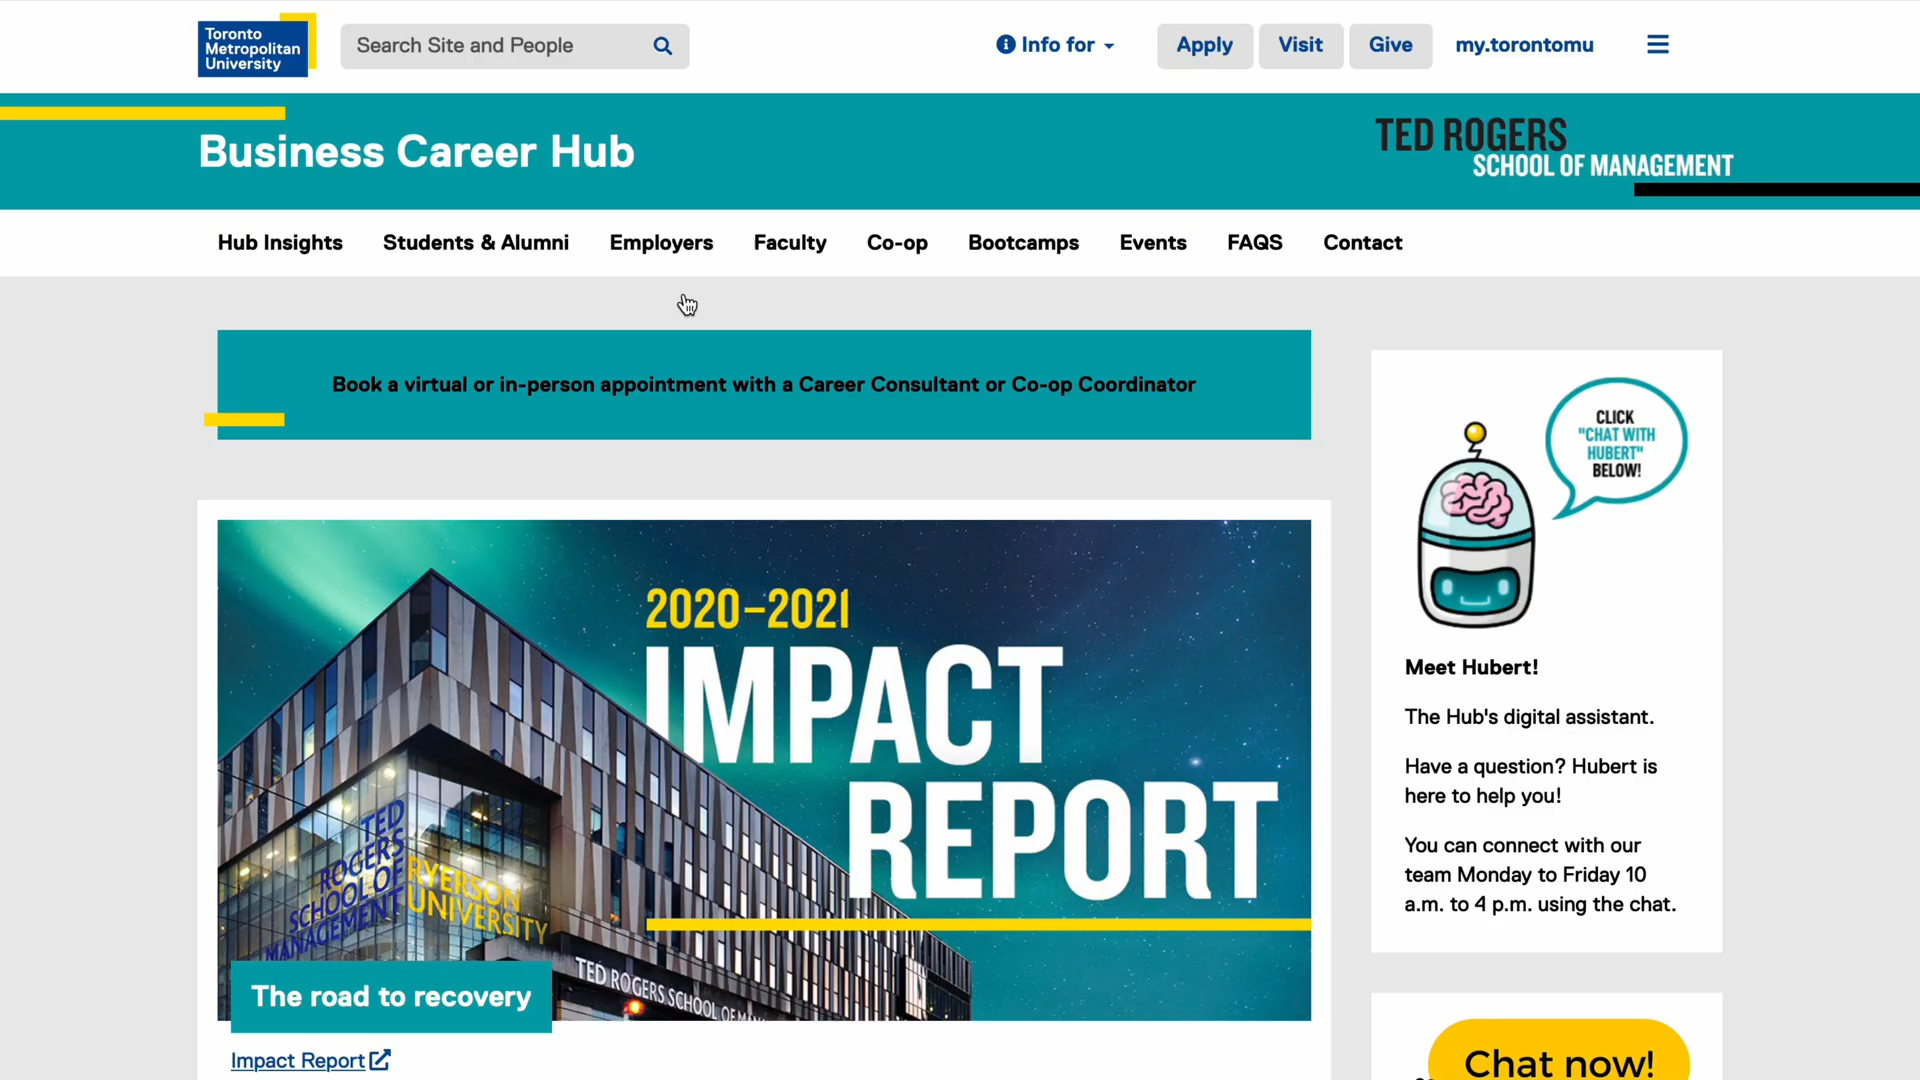 Toronto
Metropolitan
University
Search Site and People
Info for
Apply
Visit
Give
my.torontomu
Business Career Hub
TED ROGERS
SCHOOL OF MANAGEMENT
Hub Insights
Students & Alumni
Employers
Faculty
Co-op
Bootcamps
Events
FAQS
Contact
Book a virtual or in-person appointment with a Career Consultant or Co-op Coordinator
CLICK
"CHAT WITH
HUBERT"
BELOW!
2020-2021
IMPACT
REPORT
TED
ROGERS
SCHOOL OF
MANAGEMENT
RYERSON
UNIVERSITY
TED ROGERS SCHOOL OF
The road to recovery
Impact Report
Meet Hubert!
The Hub's digital assistant.
Have a question? Hubert is
here to help you!
You can connect with our
team Monday to Friday 10
a.m. to 4 p.m. using the chat.
Chat now!